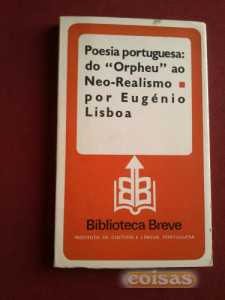 Poesia portuguesa:
do "Orpheu" ao
Neo-Realismo
por Eugénio
Lisboa
Biblioteca Breve
INSTITUTO DE CULTURA E LÍNGUA PORTUGUESA
coisas